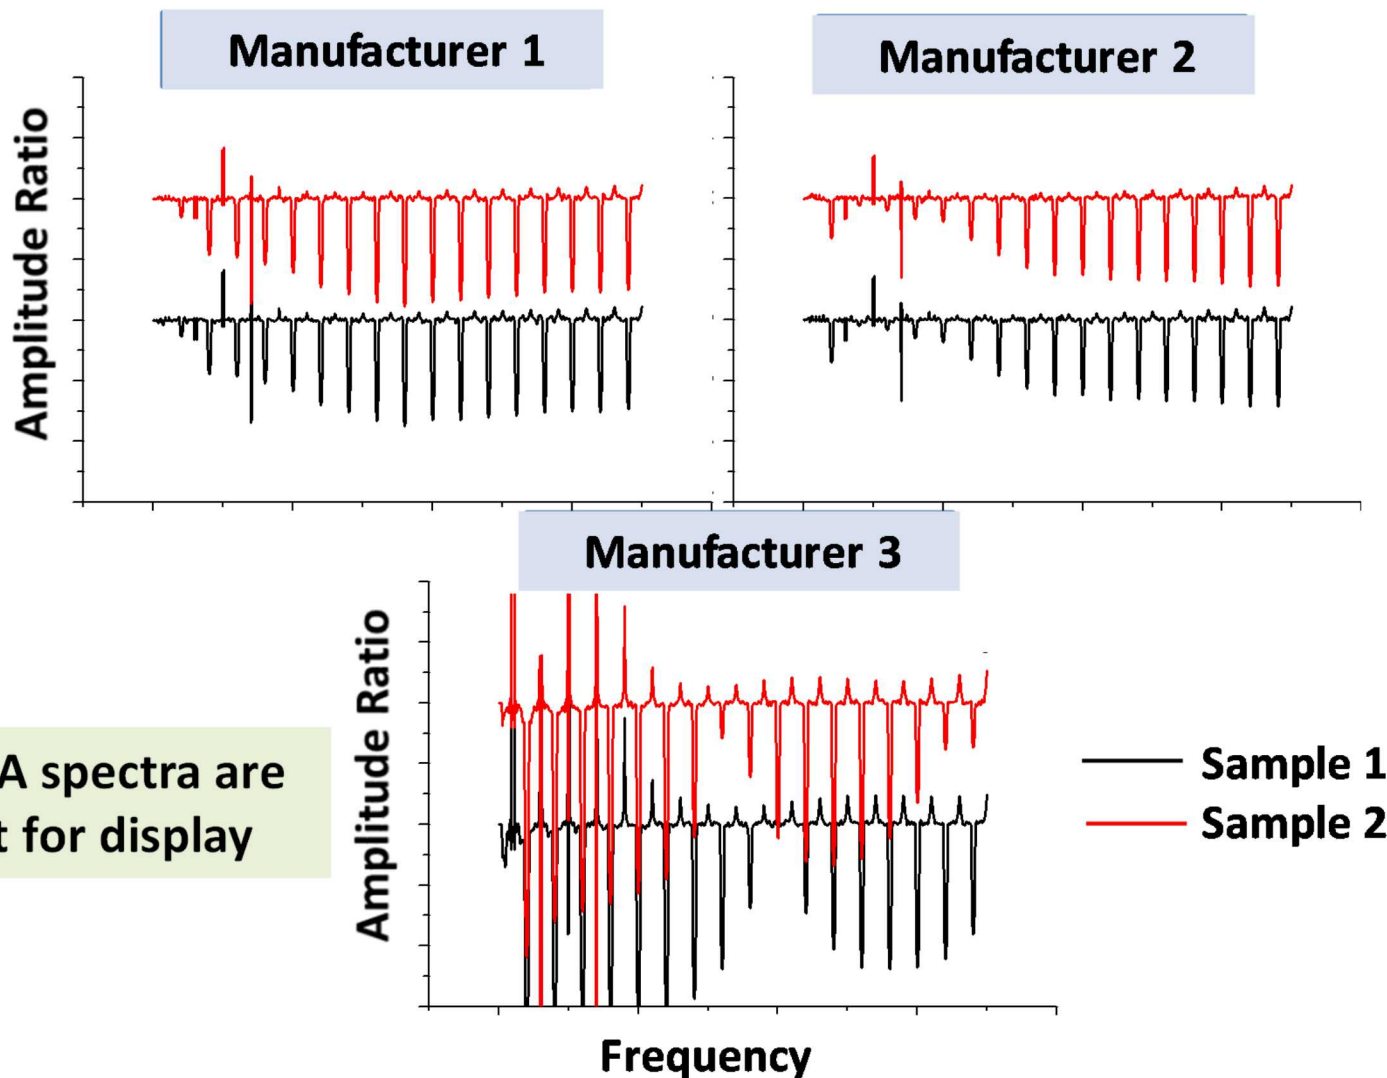 Manufacturer 1
Manufacturer 2
Amplitude Ratio
Amplitude Ratio
Manufacturer 3
A spectra are
t for display
Sample 1
Sample 2
Frequency